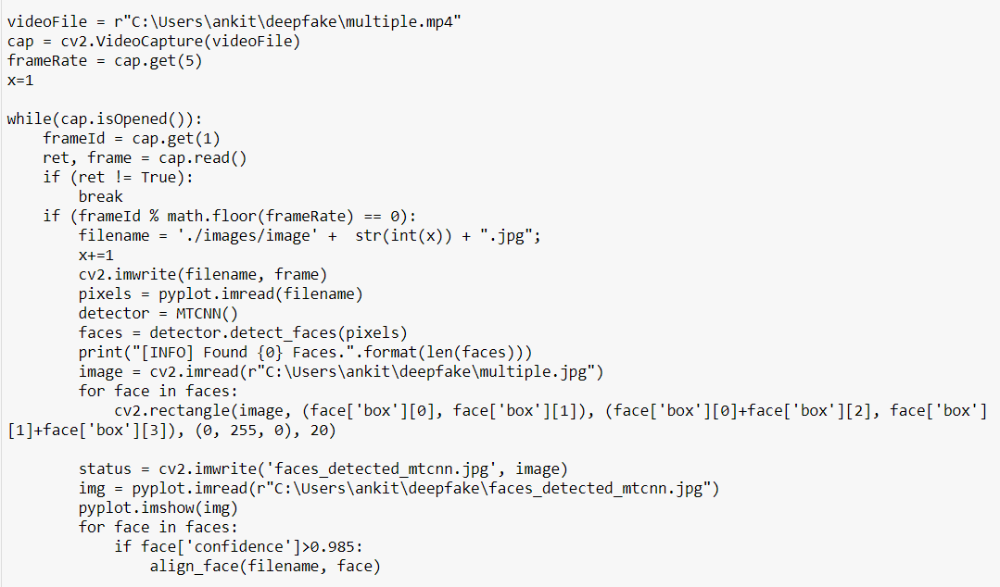 videoFile = r"C:\Users\ankit\deepfake\multiple.mp4"
cap = cv2.VideoCapture(videoFile)
frameRate = cap.get(5)
x=1

while(cap.isOpened()):
    frameId = cap.get(1)
    ret, frame = cap.read()
    if (ret != True):
        break
    if (frameId % math.floor(frameRate) == 0):
        filename = './images/image' +  str(int(x)) + ".jpg";
        x+=1
        cv2.imwrite(filename, frame)
        pixels = pyplot.imread(filename)
        detector = MTCNN()
        faces = detector.detect_faces(pixels)
        print("[INFO] Found {0} Faces.".format(len(faces)))
        image = cv2.imread(r"C:\Users\ankit\deepfake\multiple.jpg")
        for face in faces:
            cv2.rectangle(image, (face['box'][0], face['box'][1]), (face['box'][0]+face['box'][2], face['box']
[1]+face['box'][3]), (0, 255, 0), 20)

        status = cv2.imwrite('faces_detected_mtcnn.jpg', image)
        img = pyplot.imread(r"C:\Users\ankit\deepfake\faces_detected_mtcnn.jpg")
        pyplot.imshow(img)
        for face in faces:
            if face['confidence']>0.985:
                align_face(filename, face)